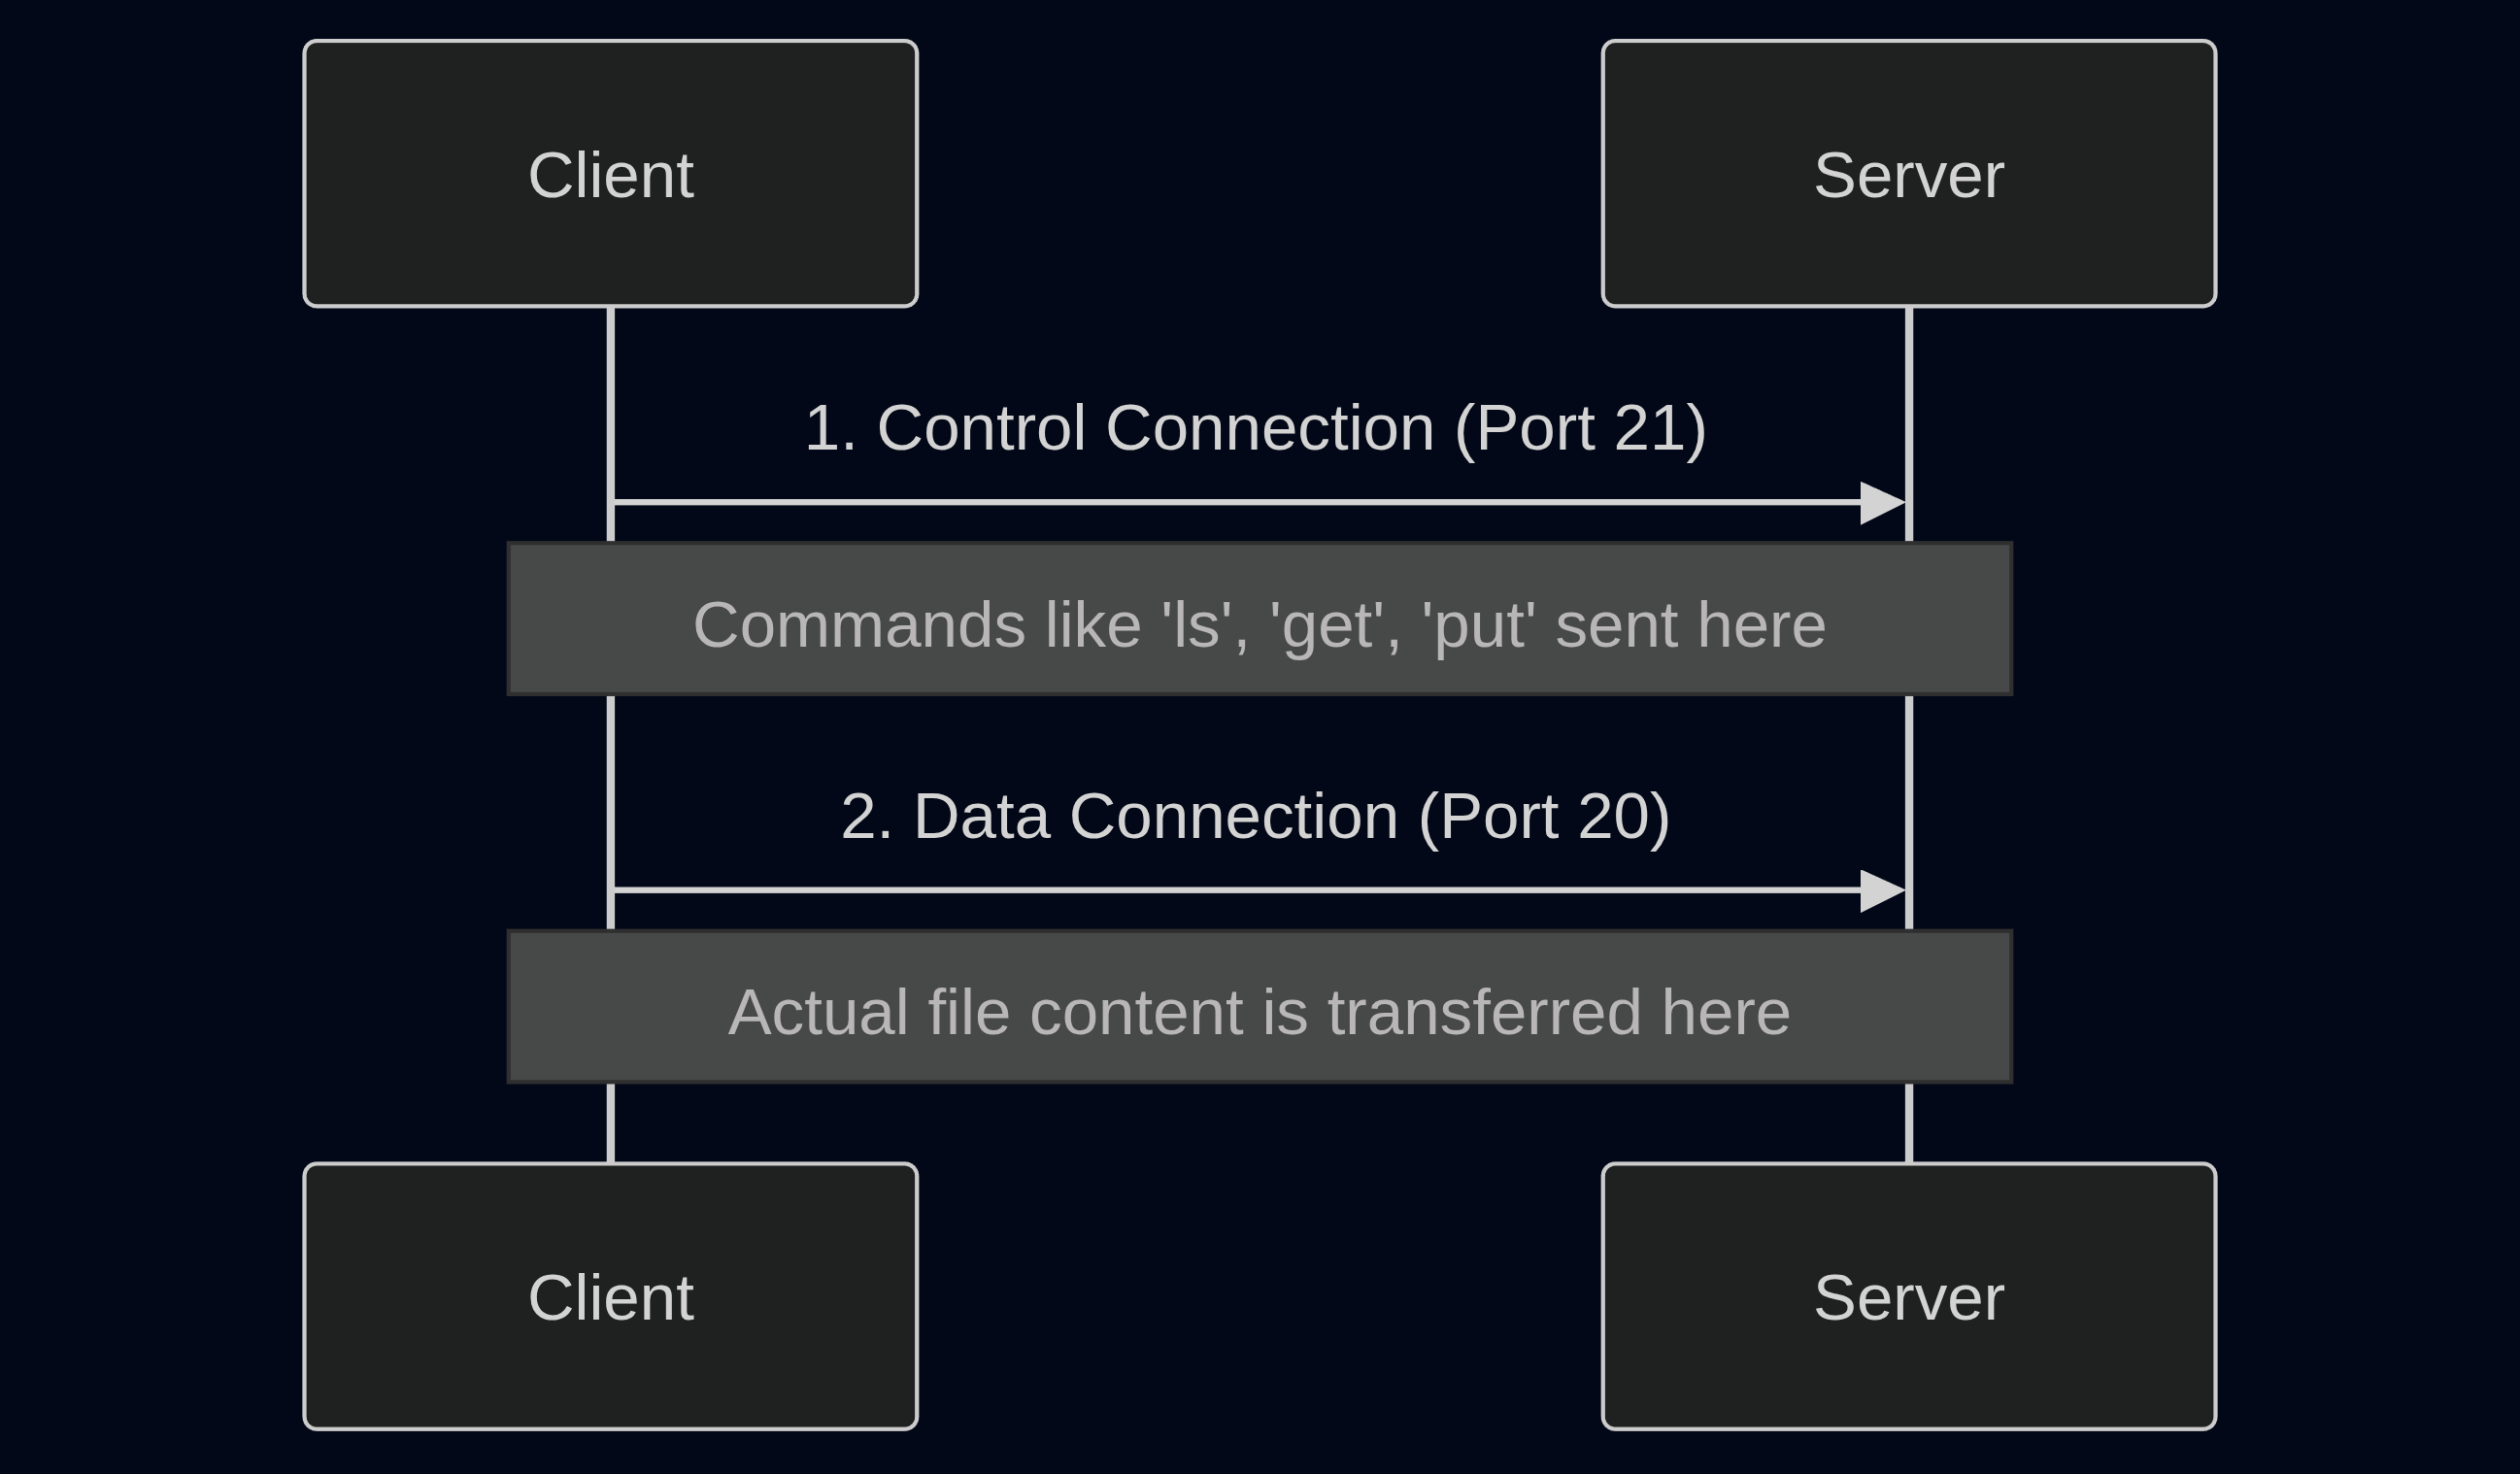 Client
Server
1. Control Connection (Port 21)
Commands like 'ls', 'get', 'put' sent here
2. Data Connection (Port 20)
Actual file content is transferred here
Client
Server